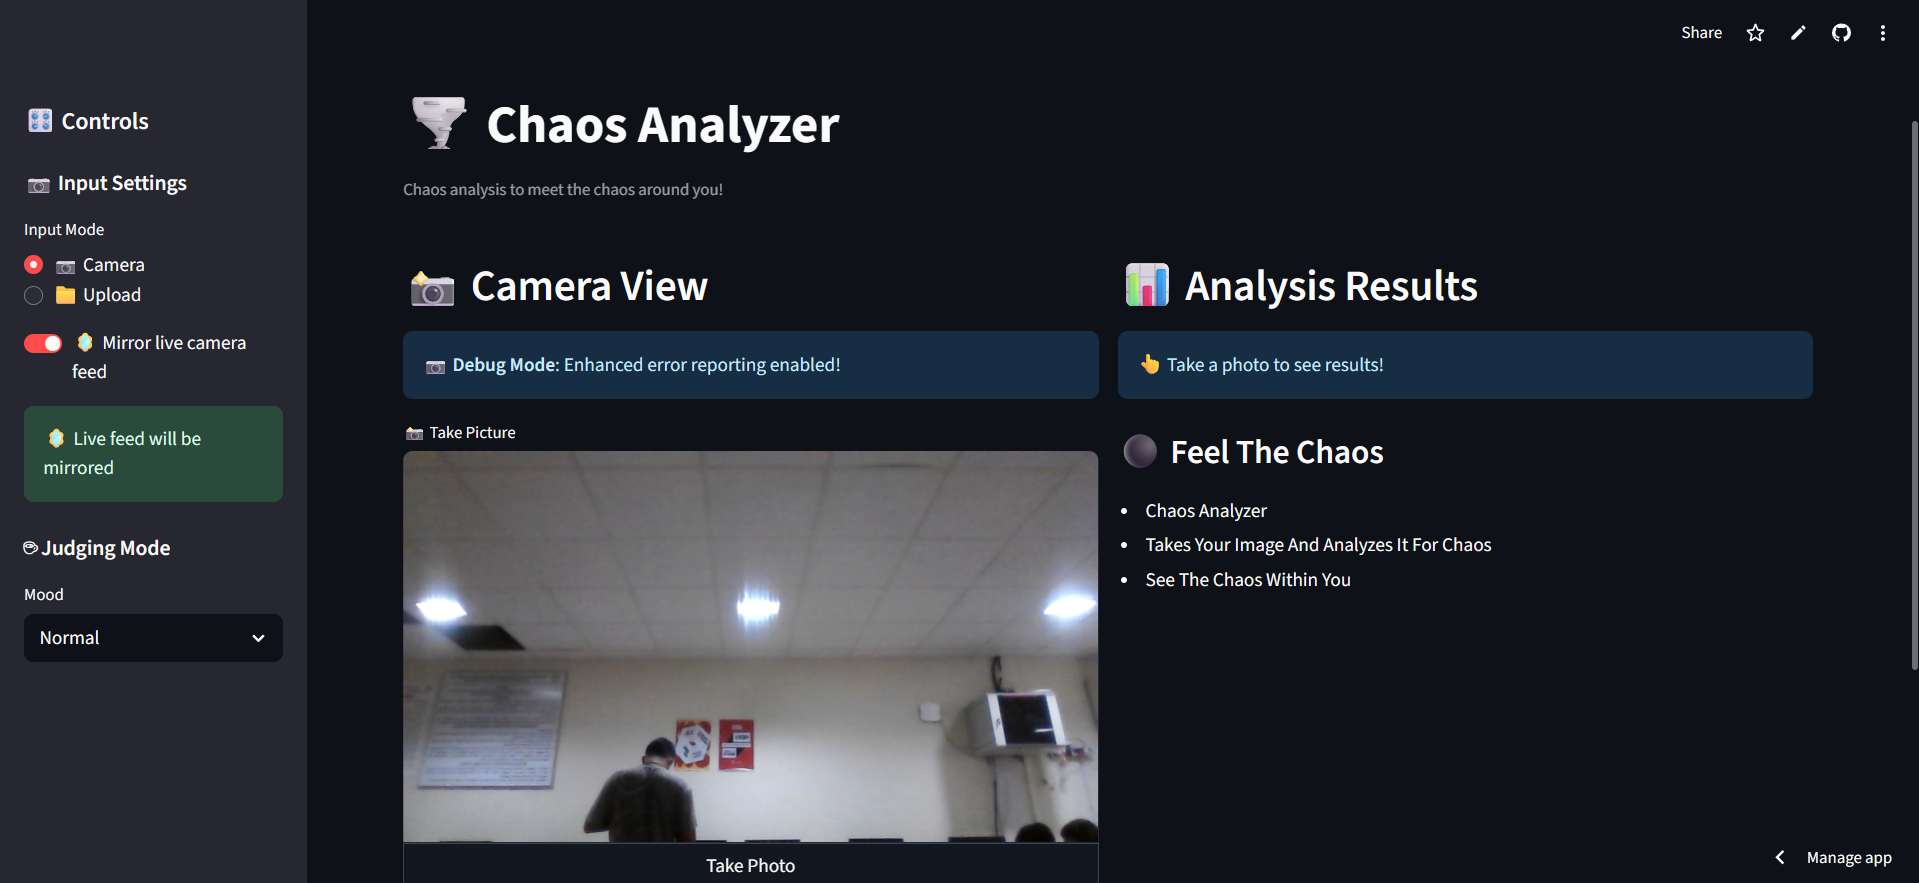 Share
Controls
Input Settings
Input Mode
Camera
Upload
Mirror live camera
feed
Live feed will be
mirrored
Judging Mode
Mood
Normal
Chaos Analyzer
Chaos analysis to meet the chaos around you!
Camera View
Debug Mode: Enhanced error reporting enabled!
Take Picture
Take Photo
Analysis Results
Take a photo to see results!
Feel The Chaos
• Chaos Analyzer
• Takes Your Image And Analyzes It For Chaos
• See The Chaos Within You
Manage app